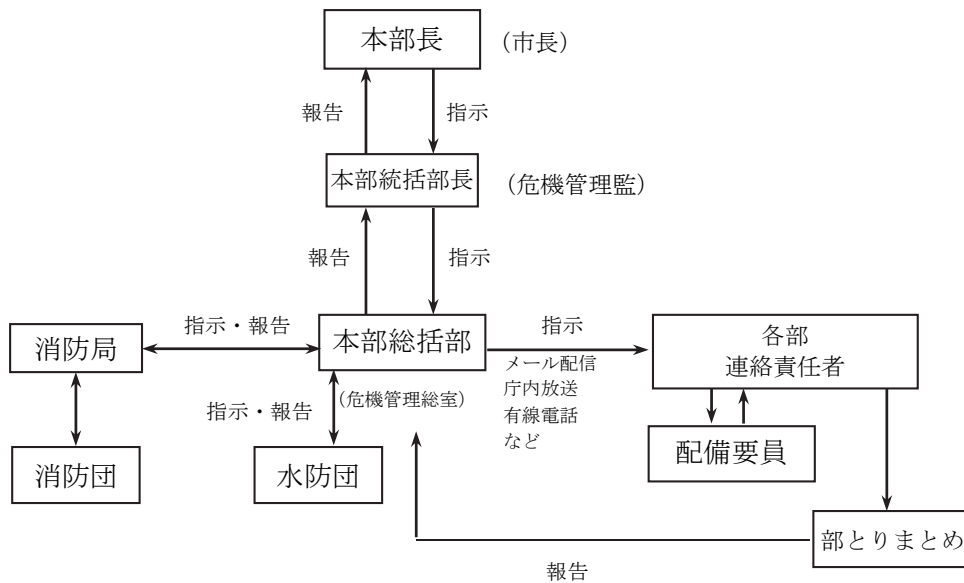 本部長
（市長）
報告
指示
本部統括部長
（危機管理監）
報告
指示
消防局
指示・報告
本部総括部
（危機管理総室）
指示
メール配信
庁内放送
有線電話
など
各部
連絡責任者
指示・報告
消防団
水防団
配備要員
部とりまとめ
報告